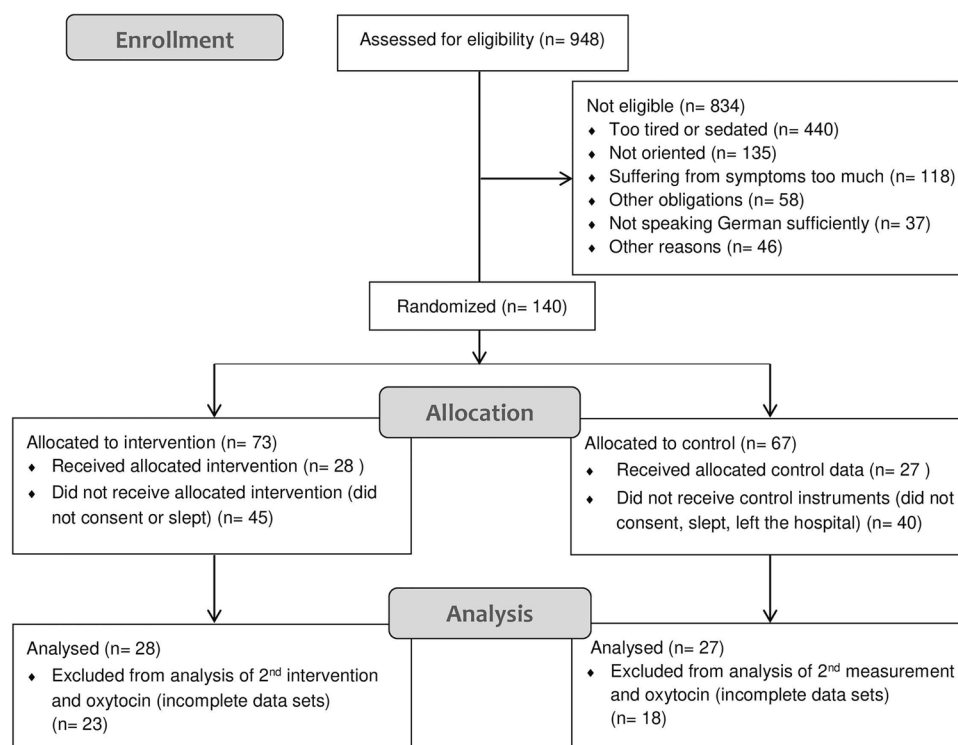 Enrollment
Assessed for eligibility (n= 948)
Not eligible (n= 834)
♦ Too tired or sedated (n= 440)
♦ Not oriented (n= 135)
♦ Suffering from symptoms too much (n= 118)
♦ Other obligations (n= 58)
♦ Not speaking German sufficiently (n= 37)
♦ Other reasons (n= 46)
Randomized (n= 140)
Allocation
Allocated to intervention (n= 73)
♦ Received allocated intervention (n= 28 )
♦ Did not receive allocated intervention (did
not consent or slept) (n= 45)
Allocated to control (n= 67)
♦ Received allocated control data (n= 27 )
♦ Did not receive control instruments (did not
consent, slept, left the hospital) (n= 40)
Analysis
Analysed (n= 28)
♦ Excluded from analysis of 2nd intervention
and oxytocin (incomplete data sets)
(n= 23)
Analysed (n= 27)
♦ Excluded from analysis of 2nd measurement
and oxytocin (incomplete data sets)
(n= 18)